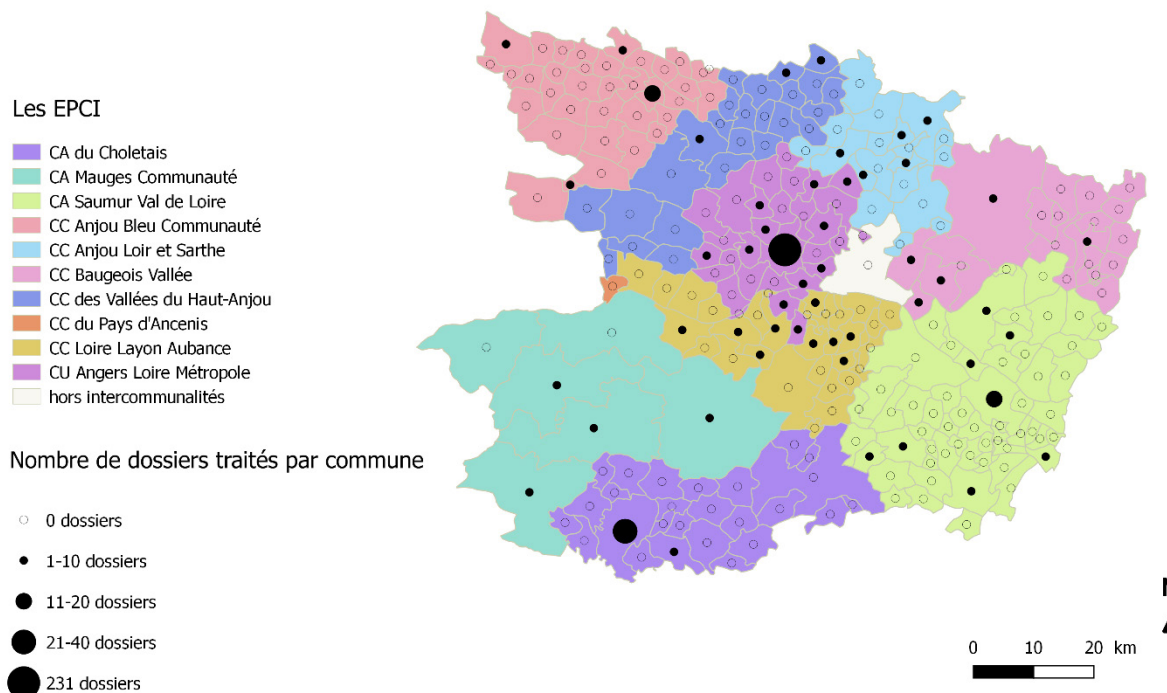 Les EPCI
CA du Choletais
CA Mauges Communauté
CA Saumur Val de Loire
CC Anjou Bleu Communauté
CC Anjou Loir et Sarthe
CC Baugeois Vallée
CC des Vallées du Haut-Anjou
CC du Pays d'Ancenis
CC Loire Layon Aubance
CU Angers Loire Métropole
hors intercommunalités
Nombre de dossiers traités par commune
0 dossiers
1-10 dossiers
11-20 dossiers
21-40 dossiers
231 dossiers
0 10 20 km